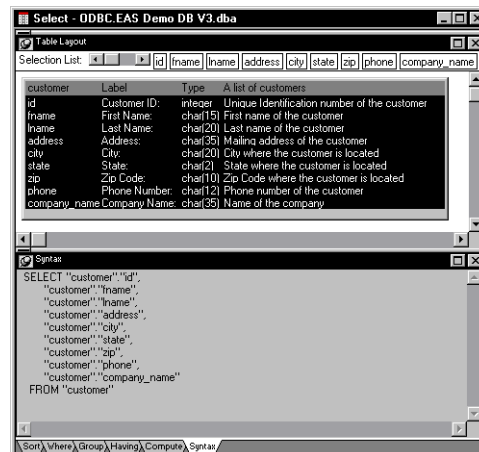 Select - ODBC.EAS Demo DB V3.dba
Table Layout
Selection List: id fname lname address city state zip phone company_name
customer Label Type A list of customers
id Customer ID: integer Unique Identification number of the customer
fname First Name: char(15) First name of the customer
lname Last Name: char(20) Last name of the customer
address Address: char(35) Mailing address of the customer
city City: char(20) City where the customer is located
state State: char(2) State where the customer is located
zip Zip Code: char(10) Zip Code where the customer is located
phone Phone Number: char(12) Phone number of the customer
company_name Company Name: char(35) Name of the company
Syntax
SELECT "customer"."id",
"customer"."fname",
"customer"."lname",
"customer"."address",
"customer"."city",
"customer"."state",
"customer"."zip",
"customer"."phone",
"customer"."company_name"
FROM "customer"
Sort Where Group Having Compute Syntax